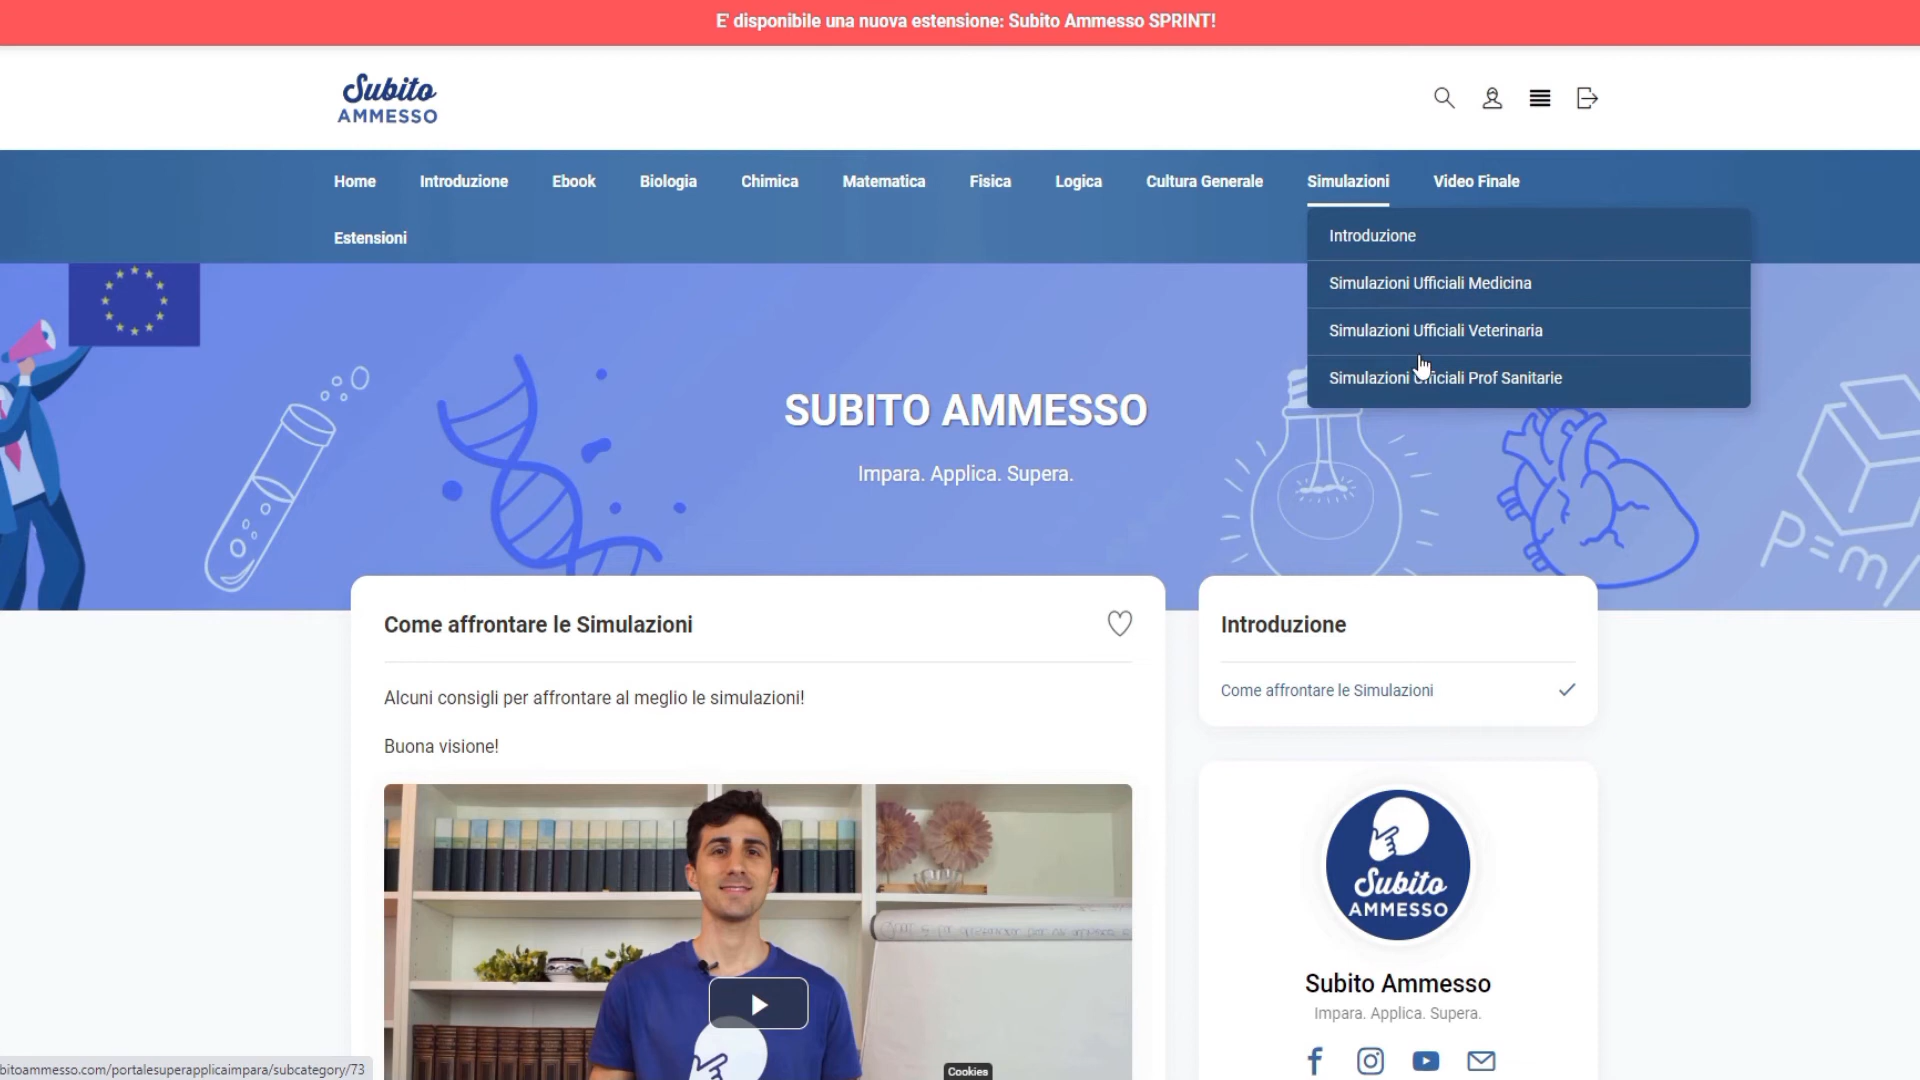 E' disponibile una nuova estensione: Subito Ammesso SPRINT!
Subito
AMMESSO
Home
Introduzione
Ebook
Biologia
Chimica
Matematica
Fisica
Logica
Cultura Generale
Simulazioni
Video Finale
Estensioni
Introduzione
Simulazioni Ufficiali Medicina
Simulazioni Ufficiali Veterinaria
Simulazioni Ufficiali Prof Sanitarie
SUBITO AMMESSO
Impara. Applica. Supera.
P=m/
Come affrontare le Simulazioni
Alcuni consigli per affrontare al meglio le simulazioni!
Buona visione!
Introduzione
Come affrontare le Simulazioni
Subito
AMMESSO
Subito Ammesso
Impara. Applica. Supera.
Cookies
bitoammesso.com/portalesuperapplicaimpara/subcategory/73